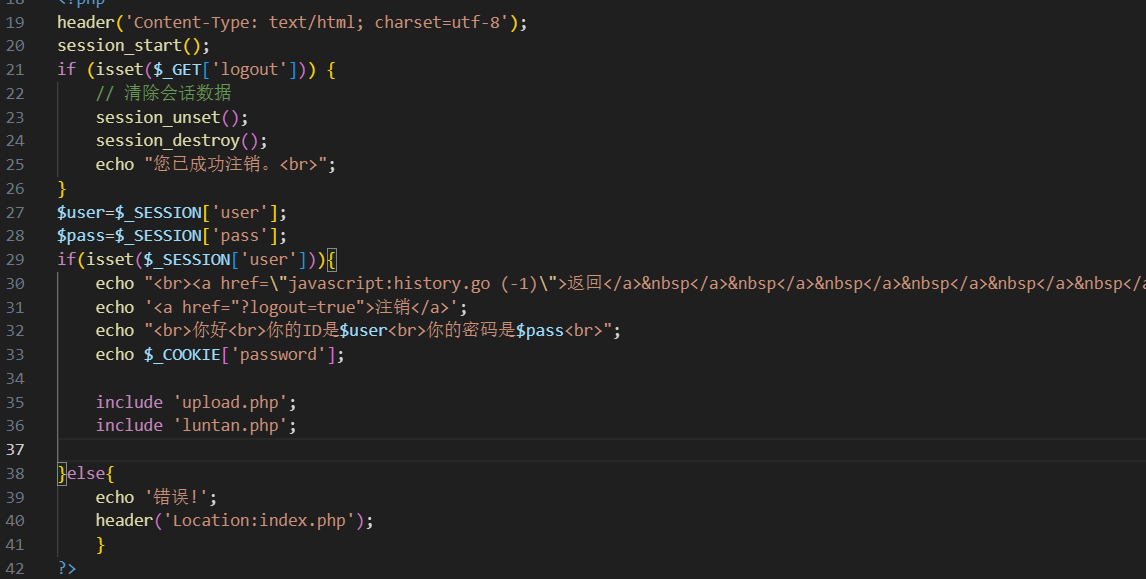 18 <?php
19 header('Content-Type: text/html; charset=utf-8');
20 session_start();
21 if (isset($_GET['logout'])) {
22     // 清除会话数据
23     session_unset();
24     session_destroy();
25     echo "您已成功注销。<br>";
26 }
27 $user=$_SESSION['user'];
28 $pass=$_SESSION['pass'];
29 if(isset($_SESSION['user'])){
30     echo "<br><a href=\"javascript:history.go (-1)\">返回</a>&nbsp</a>&nbsp</a>&nbsp</a>&nbsp</a>&nbsp</a>&nbsp</a
31     echo '<a href="?logout=true">注销</a>';
32     echo "<br>你好<br>你的ID是$user<br>你的密码是$pass<br>";
33     echo $_COOKIE['password'];
34
35     include 'upload.php';
36     include 'luntan.php';
37
38 }else{
39     echo '错误!';
40     header('Location:index.php');
41     }
42 ?>